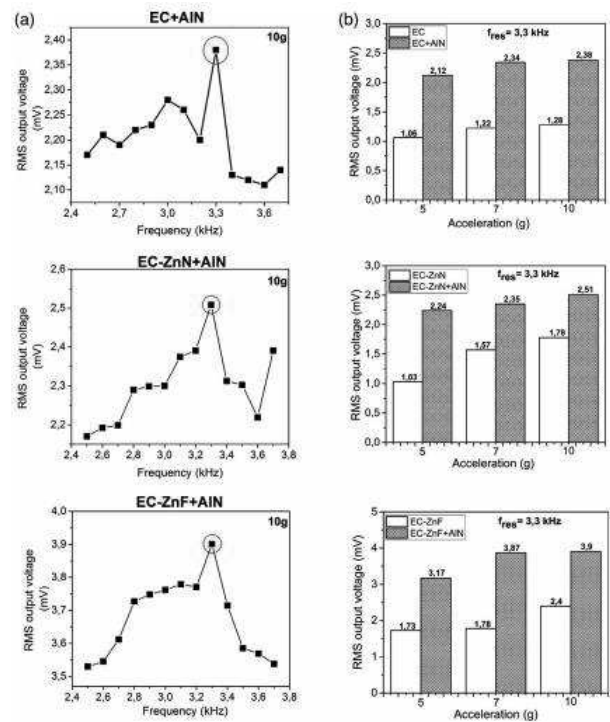 (a)
EC+AlN
10g
2,40
2,35
2,30
2,25
2,20
2,15
2,10
RMS output voltage
(mV)
2,4 2,7 3,0 3,3 3,6
Frequency (kHz)
EC-ZnN+AlN
10g
2,6
2,5
2,4
2,3
2,2
RMS output voltage
(mV)
2,4 2,6 2,8 3,0 3,2 3,4 3,6 3,8
Frequency (kHz)
EC-ZnF+AlN
10g
4,0
3,9
3,8
3,7
3,6
3,5
RMS output voltage
(mV)
2,4 2,6 2,8 3,0 3,2 3,4 3,6 3,8
Frequency (kHz)
(b)
EC
EC+AlN
fres= 3,3 kHz
3,0
2,5
2,0
1,5
1,0
0,5
0,0
RMS output voltage (mV)
1,06 2,12 1,22 2,34 1,28 2,38
5 7 10
Acceleration (g)
EC-ZnN
EC-ZnN+AlN
fres= 3,3 kHz
3,0
2,5
2,0
1,5
1,0
0,5
0,0
RMS output voltage (mV)
1,03 2,24 1,57 2,35 1,78 2,51
5 7 10
Acceleration (g)
EC-ZnF
EC-ZnF+AlN
fres= 3,3 kHz
5
4
3
2
1
0
RMS output voltage (mV)
1,73 3,17 1,78 3,87 2,4 3,9
5 7 10
Acceleration (g)